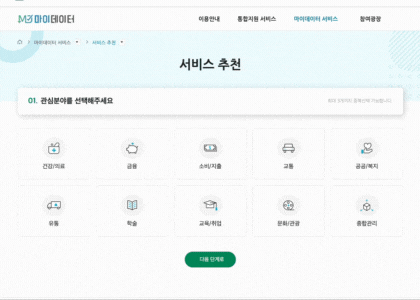 마이데이터
이용안내
통합지원 서비스
마이데이터 서비스
참여광장
마이데이터 서비스
서비스 추천
서비스 추천
01. 관심분야를 선택해주세요
건강/의료
금융
소비/지출
교통
공공/복지
유통
학술
교육/취업
문화/관광
종합관리
다음 단계로